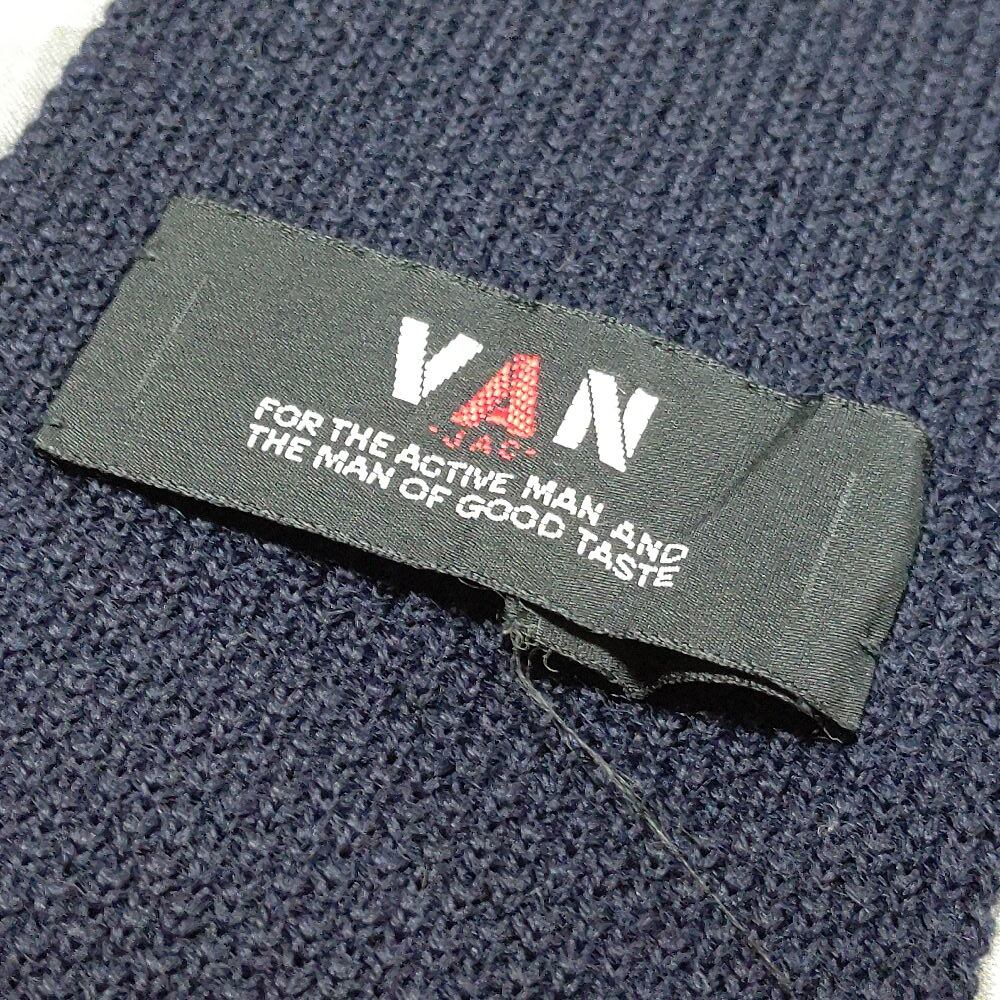 VAN
-JAC-
FOR THE ACTIVE MAN AND
THE MAN OF GOOD TASTE